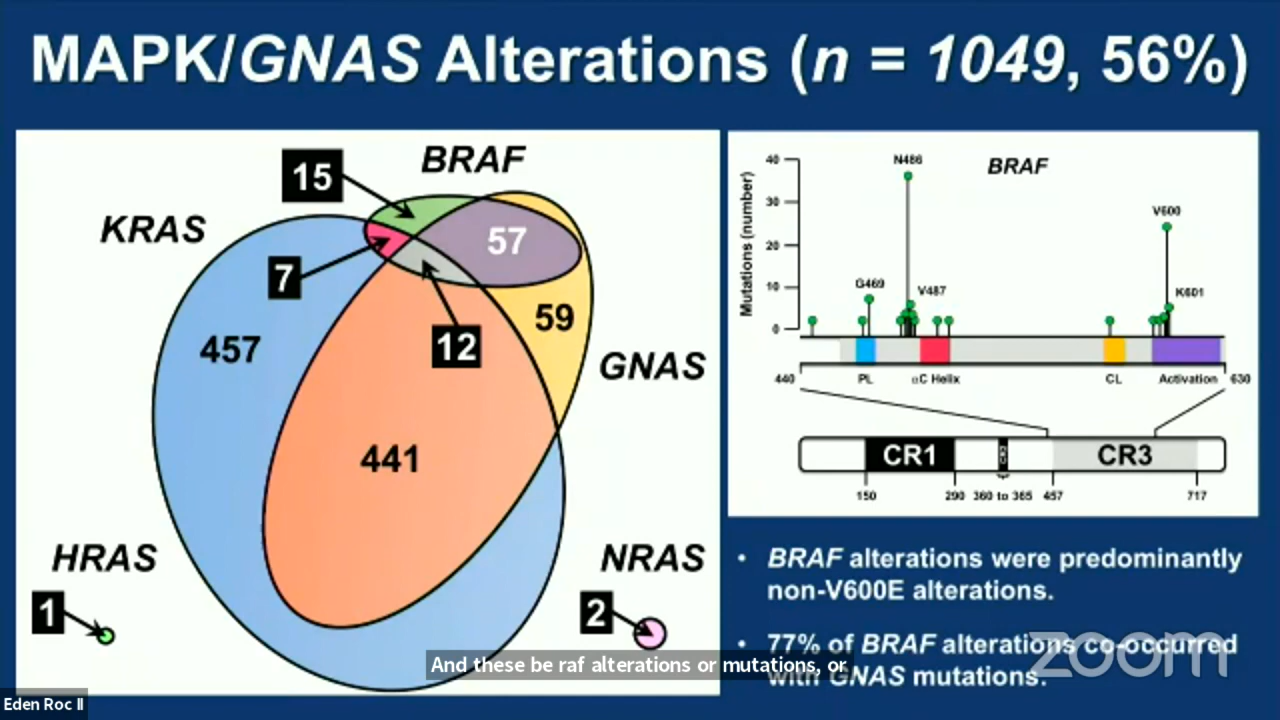 MAPK/GNAS Alterations (n = 1049, 56%)
15
BRAF
KRAS
57
7
59
457
12
GNAS
441
HRAS
NRAS
1
2
BRAF
Mutations (number)
40
30
20
10
0
N486
V600
G469
V487
K601
440
PL
αC Helix
CL
Activation
630
CR1
CR2
CR3
150
290
360 to 365
457
717
• BRAF alterations were predominantly
non-V600E alterations.
• 77% of BRAF alterations co-occurred
with GNAS mutations.
zoom
And these be raf alterations or mutations, or
Eden Roc II